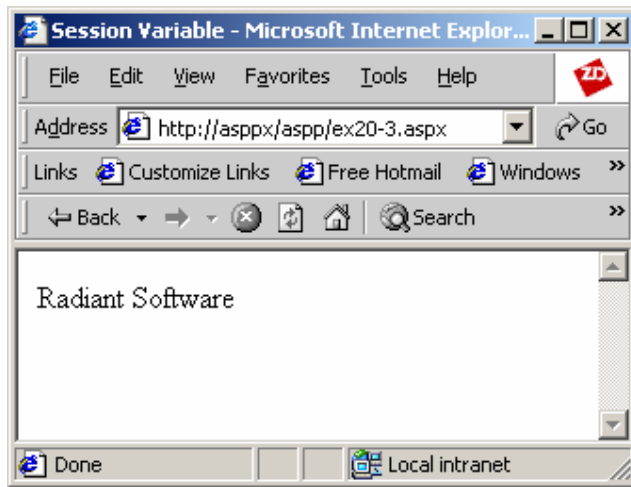 Session Variable - Microsoft Internet Explor...
File Edit View Favorites Tools Help
ZD
Address http://asppx/aspp/ex20-3.aspx Go
Links Customize Links Free Hotmail Windows »
Back Search »
Radiant Software
Done Local intranet